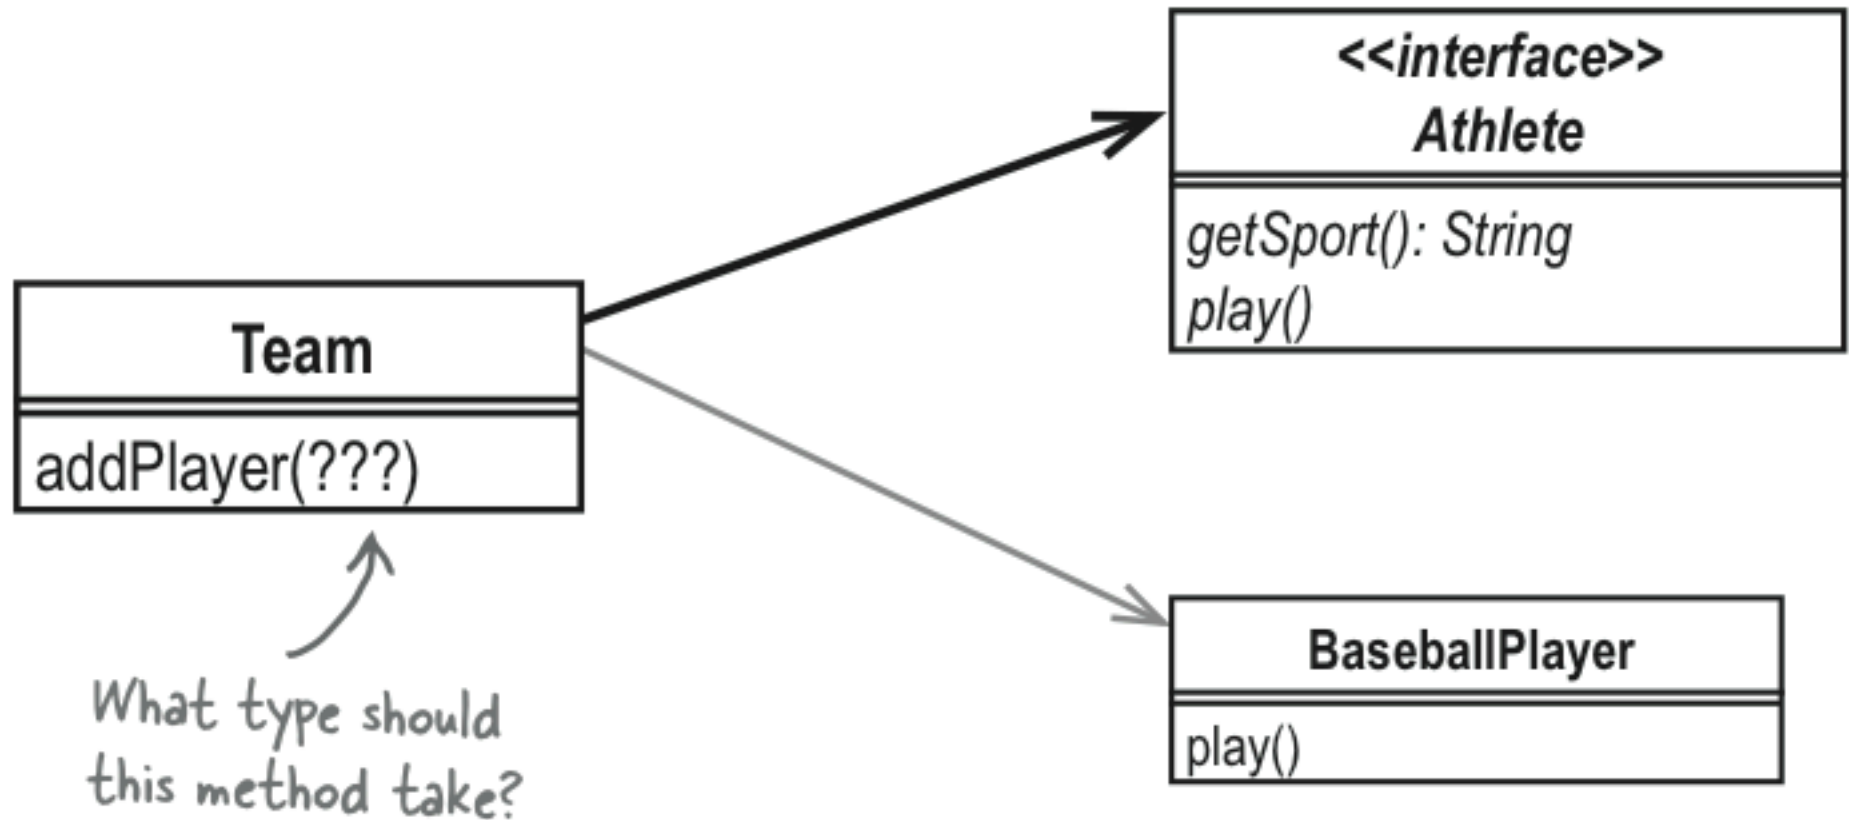 <<interface>>
Athlete
getSport(): String
play()
Team
addPlayer(???)
What type should
this method take?
BaseballPlayer
play()